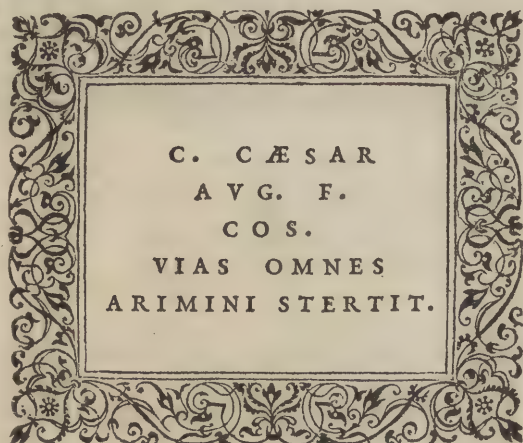 C. CÆSAR
AVG. F.
COS.
VIAS OMNES
ARIMINI STERTIT.